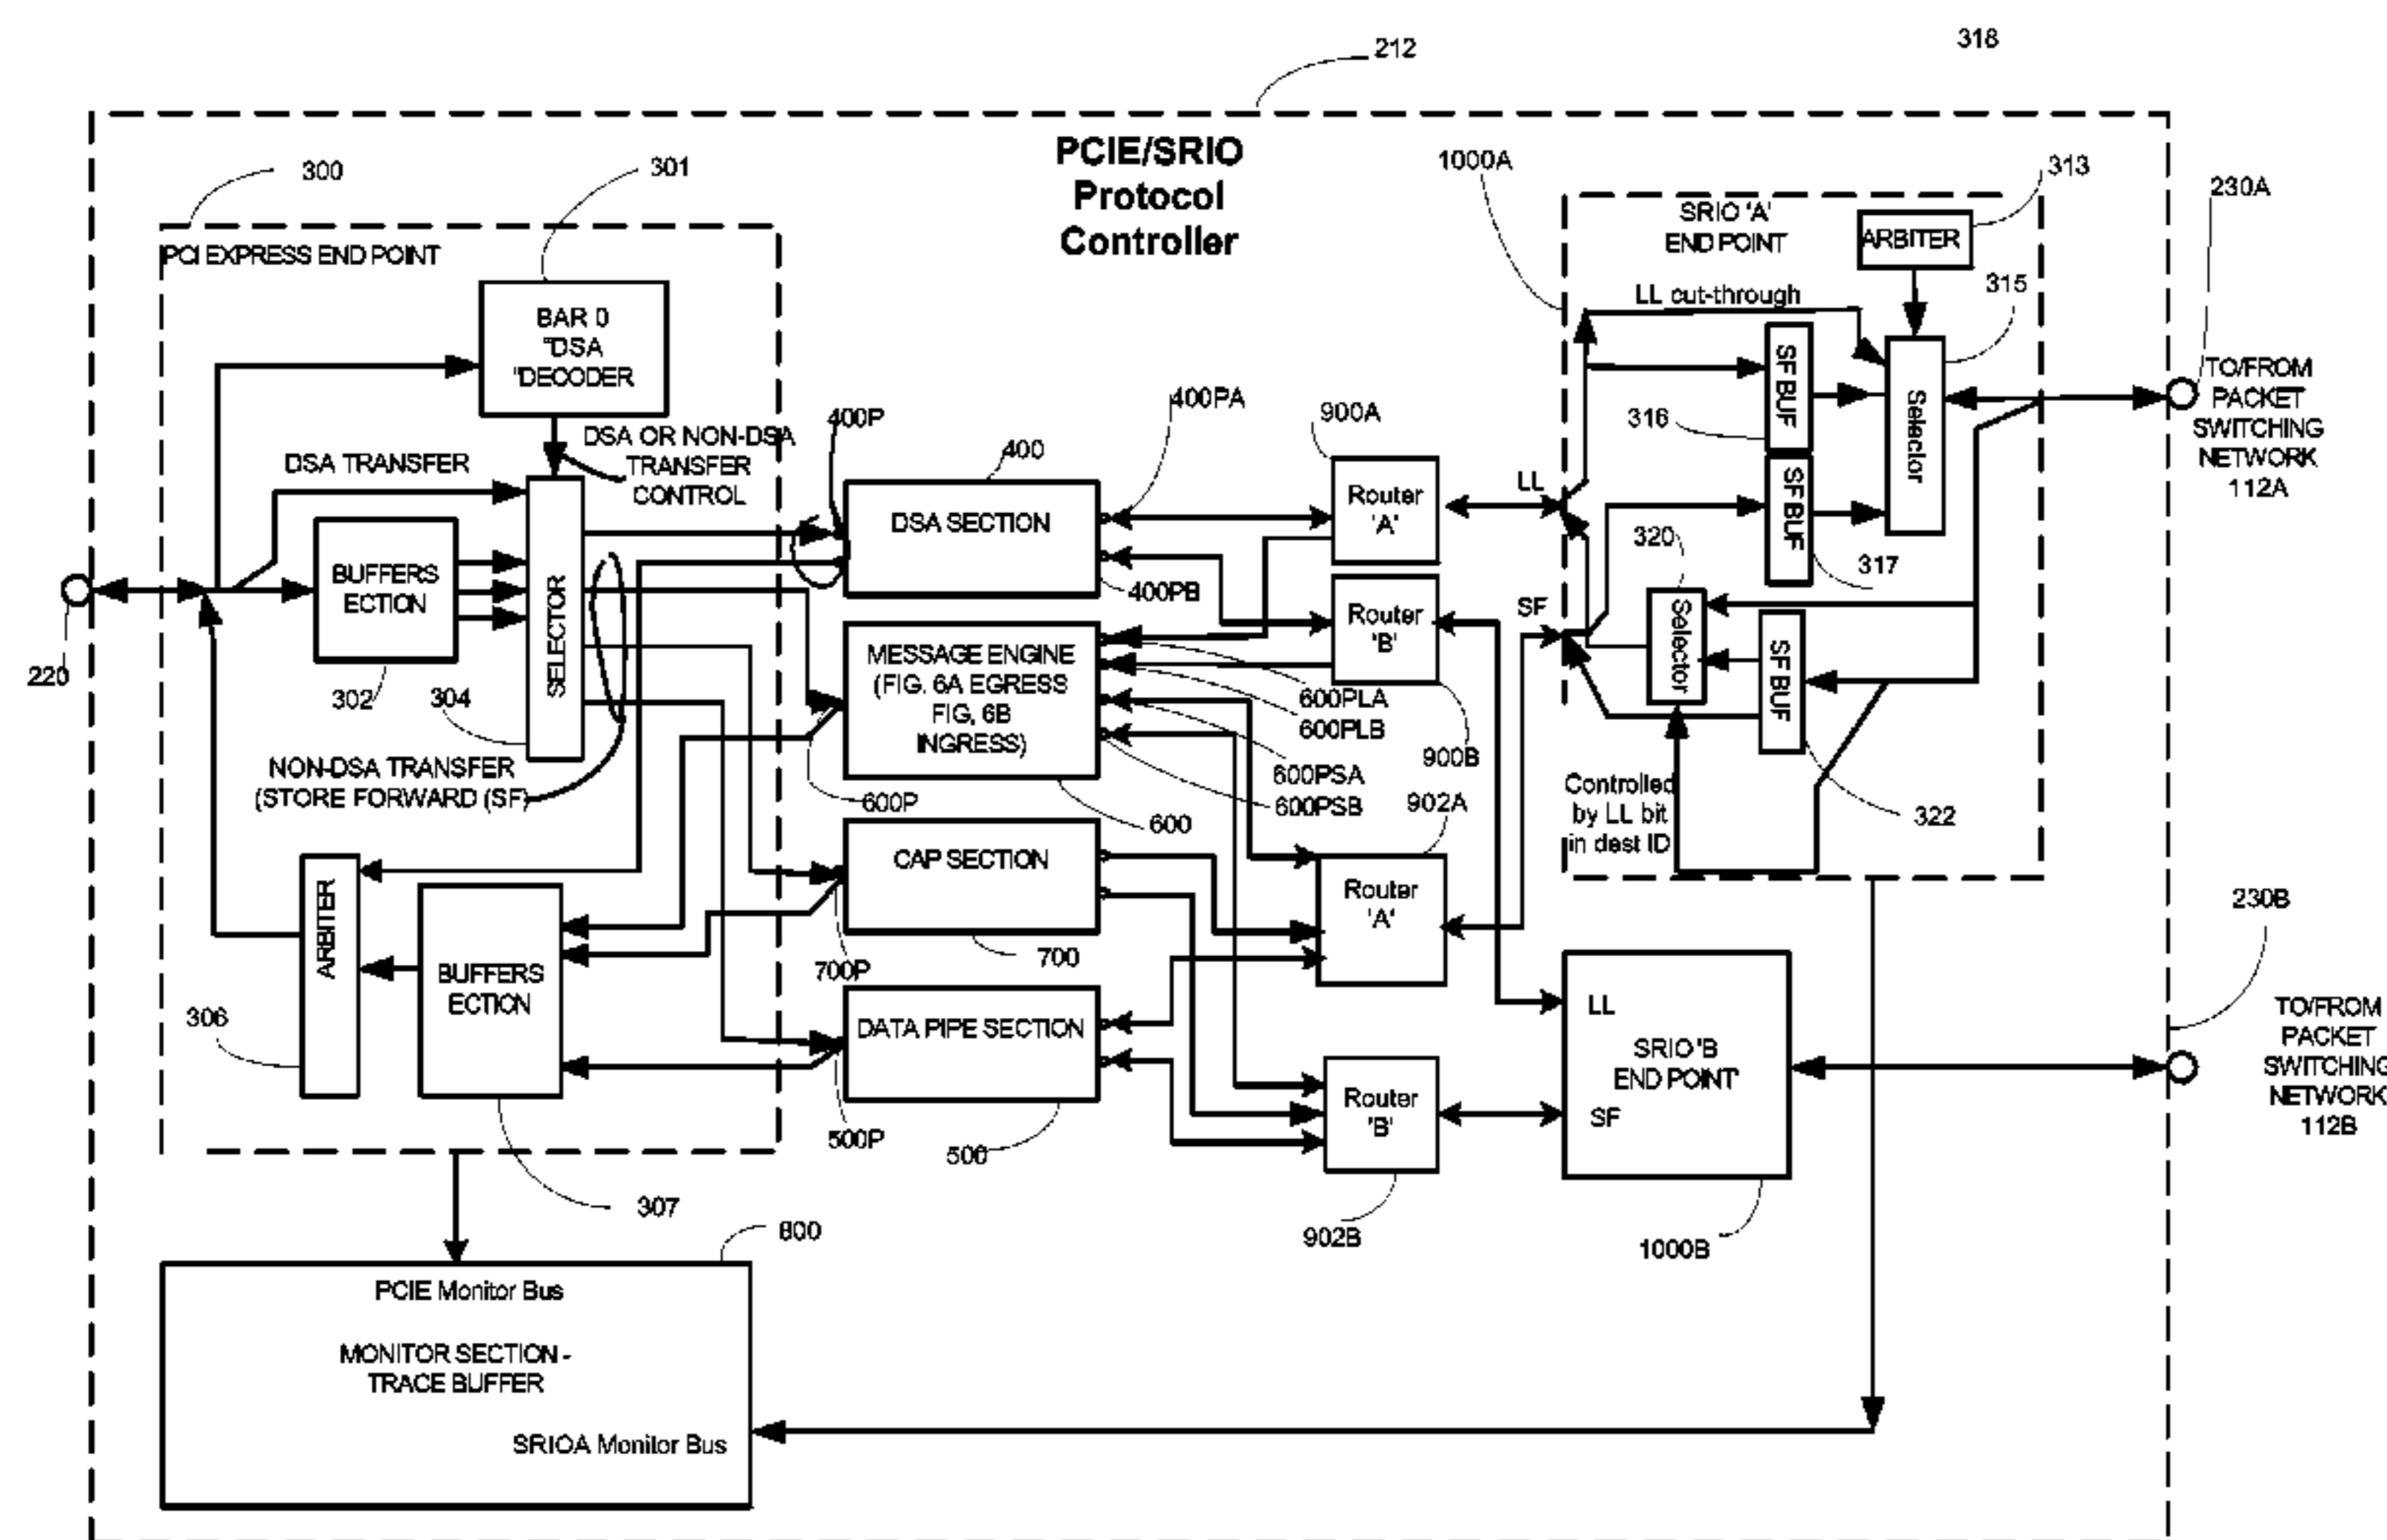 212
318
PCIE/SRIO
Protocol
Controller
300
301
1000A
313
230A
PCI EXPRESS END POINT
SRIO 'A'
END POINT
ARBITER
BAR 0
"DSA
"DECODER
LL cut-through
315
SF BUF
Selector
316
TO/FROM
PACKET
SWITCHING
NETWORK
112A
DSA TRANSFER
DSA OR NON-DSA
TRANSFER
CONTROL
400P
400
400PA
900A
DSA SECTION
Router
'A'
LL
SF BUF
317
320
BUFFERS
ECTION
SELECTOR
400PB
Router
'B'
SF
Selector
SF BUF
220
302
304
MESSAGE ENGINE
(FIG. 6A EGRESS
FIG. 6B
INGRESS)
600PLA
600PLB
900B
600PSA
600PSB
902A
NON-DSA TRANSFER
(STORE FORWARD (SF)
600P
600
Controlled
by LL bit
in dest ID
322
CAP SECTION
Router
'A'
230B
ARBITER
BUFFERS
ECTION
700P
700
306
DATA PIPE SECTION
LL
SRIO 'B
END POINT'
SF
TO/FROM
PACKET
SWITCHING
NETWORK
112B
Router
'B'
500P
500
307
902B
1000B
800
PCIE Monitor Bus
MONITOR SECTION -
TRACE BUFFER
SRIOA Monitor Bus